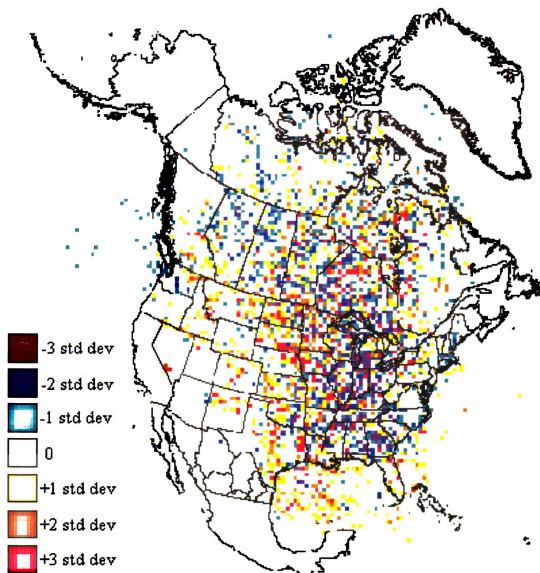 -3 std dev
-2 std dev
-1 std dev
0
+1 std dev
+2 std dev
+3 std dev